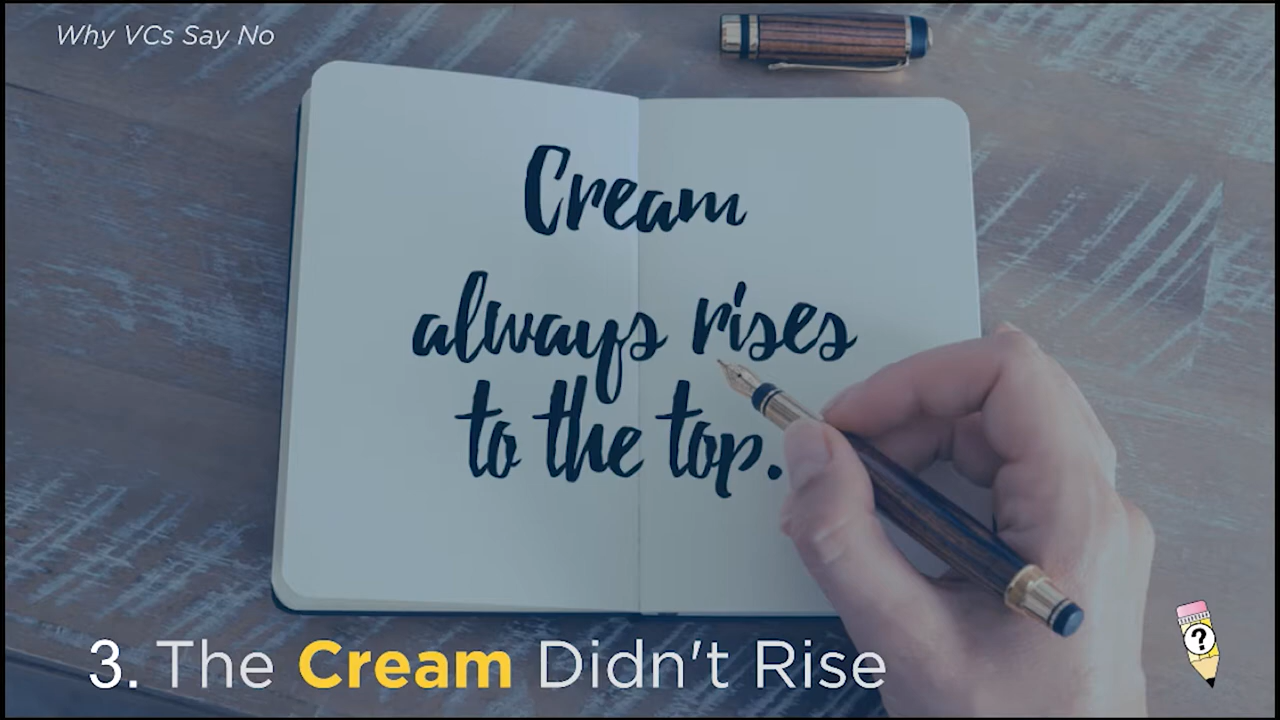 Why VCs Say No
Cream
always rises
to the top.
3. The Cream Didn't Rise
?